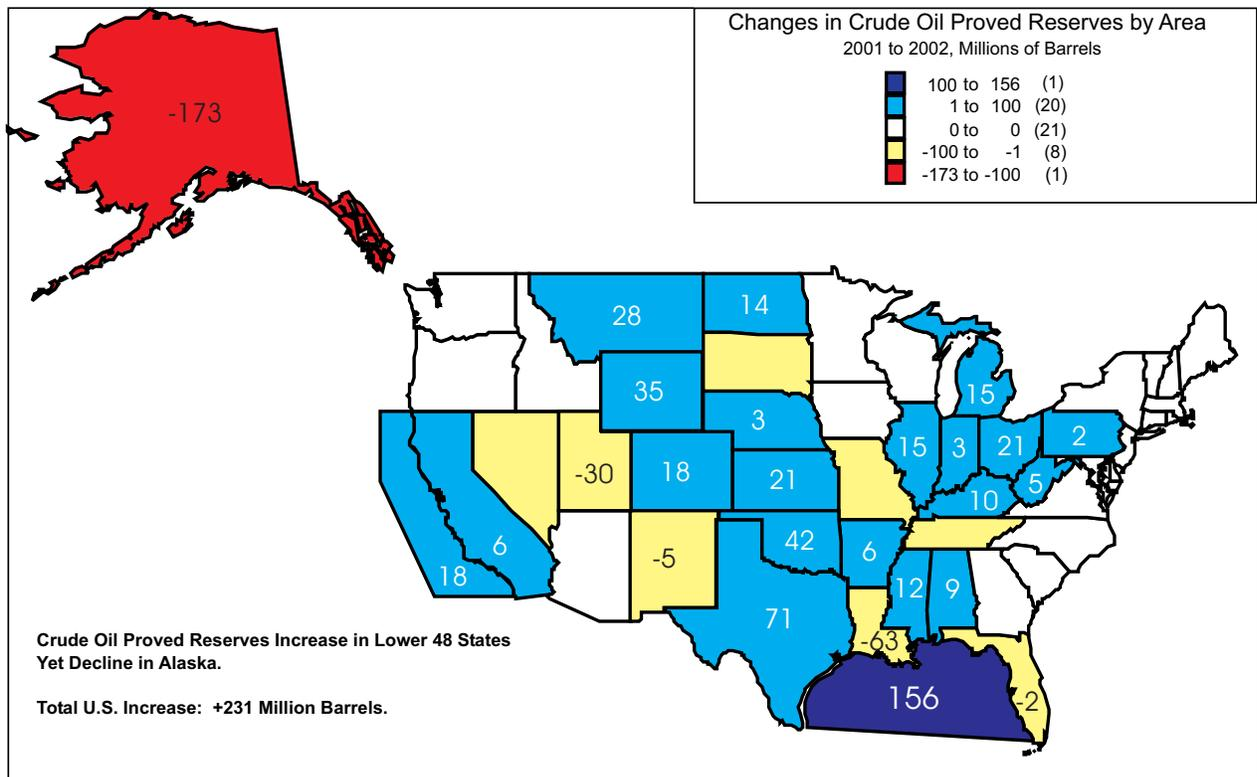 Changes in Crude Oil Proved Reserves by Area
2001 to 2002, Millions of Barrels
100 to 156 (1)
1 to 100 (20)
0 to 0 (21)
-100 to -1 (8)
-173 to -100 (1)
-173
28
14
35
15
3
2
-30
18
21
15
3
21
5
10
6
18
-5
42
6
12
9
71
-63
156
-2
Crude Oil Proved Reserves Increase in Lower 48 States
Yet Decline in Alaska.
Total U.S. Increase: +231 Million Barrels.